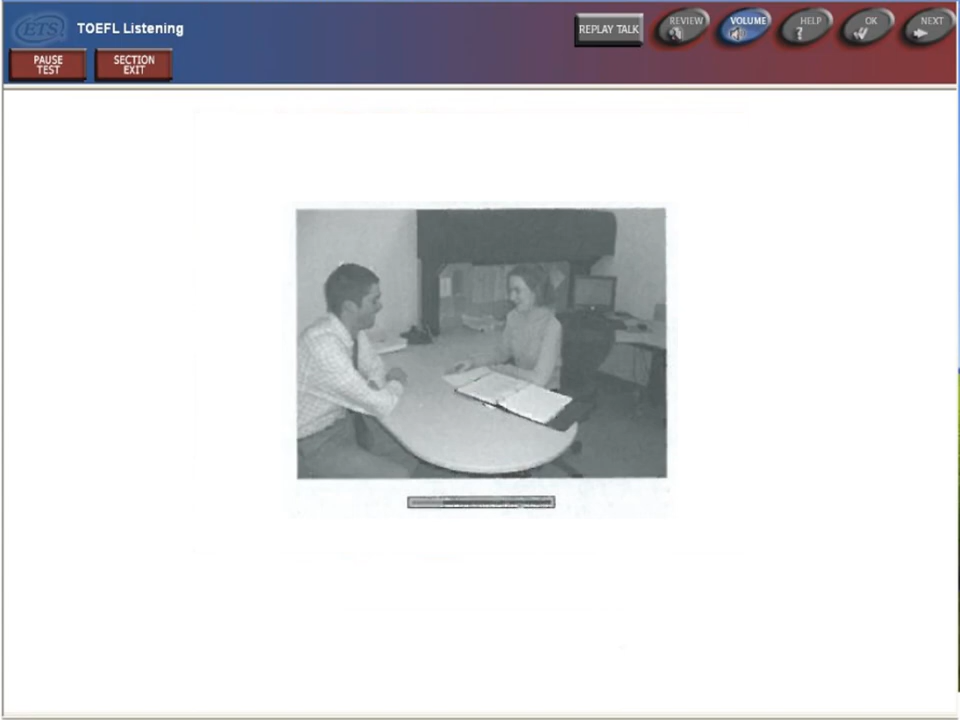 ETS TOEFL Listening
REPLAY TALK
REVIEW
VOLUME
HELP
?
OK
NEXT
PAUSE
TEST
SECTION
EXIT